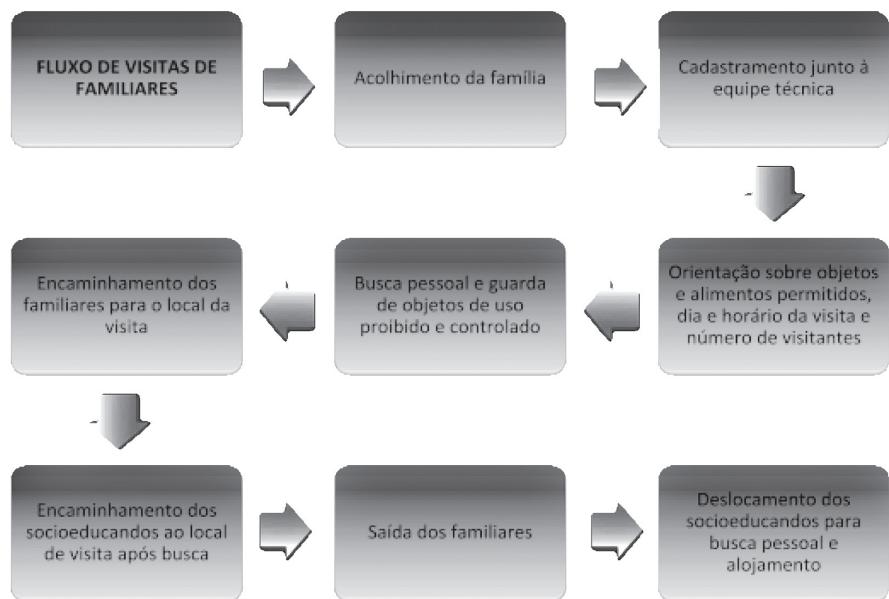 FLUXO DE VISITAS DE
FAMILIARES
Acolhimento da família
Cadastramento junto à
equipe técnica
Orientação sobre objetos
e alimentos permitidos,
dia e horário da visita e
número de visitantes
Busca pessoal e guarda
de objetos de uso
proibido e controlado
Encaminhamento dos
familiares para o local da
visita
Encaminhamento dos
socioeducandos ao local
de visita após busca
Saída dos familiares
Deslocamento dos
socioeducandos para
busca pessoal e
alojamento